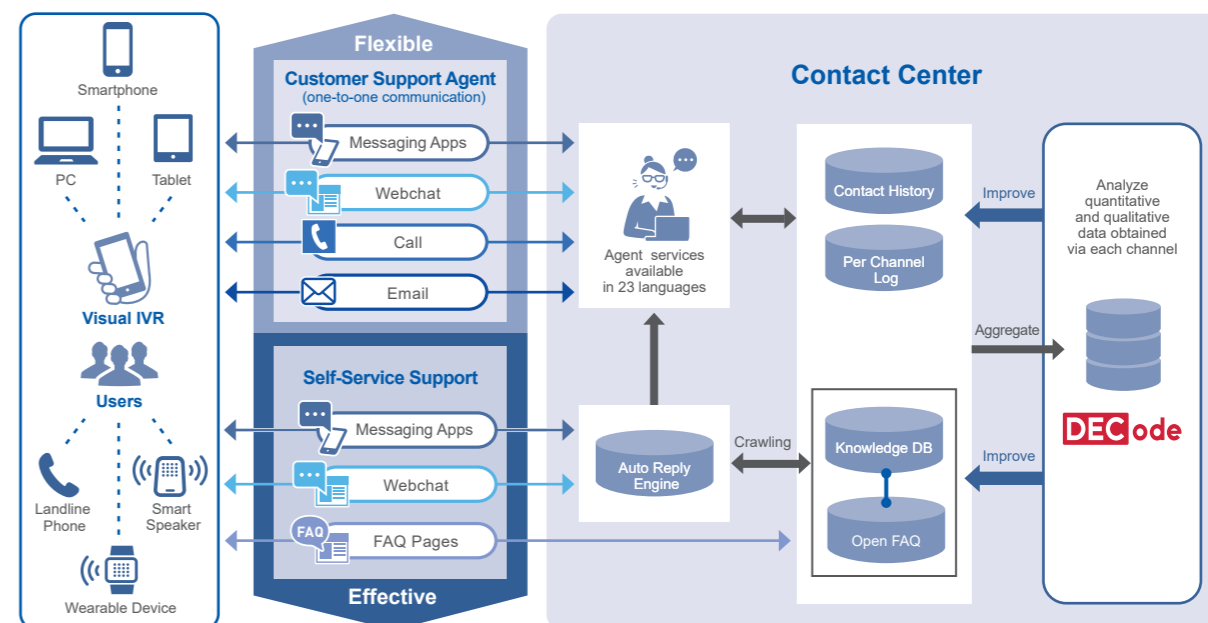 Smartphone
PC
Tablet
Visual IVR
Users
Landline
Phone
Smart
Speaker
Wearable Device
Flexible
Customer Support Agent
(one-to-one communication)
Messaging Apps
Webchat
Call
Email
Self-Service Support
Messaging Apps
Webchat
FAQ
FAQ Pages
Effective
Contact Center
Agent services
available
in 23 languages
Auto Reply
Engine
Crawling
Contact History
Per Channel
Log
Knowledge DB
Open FAQ
Improve
Aggregate
Improve
Analyze
quantitative
and qualitative
data obtained
via each channel
DECode